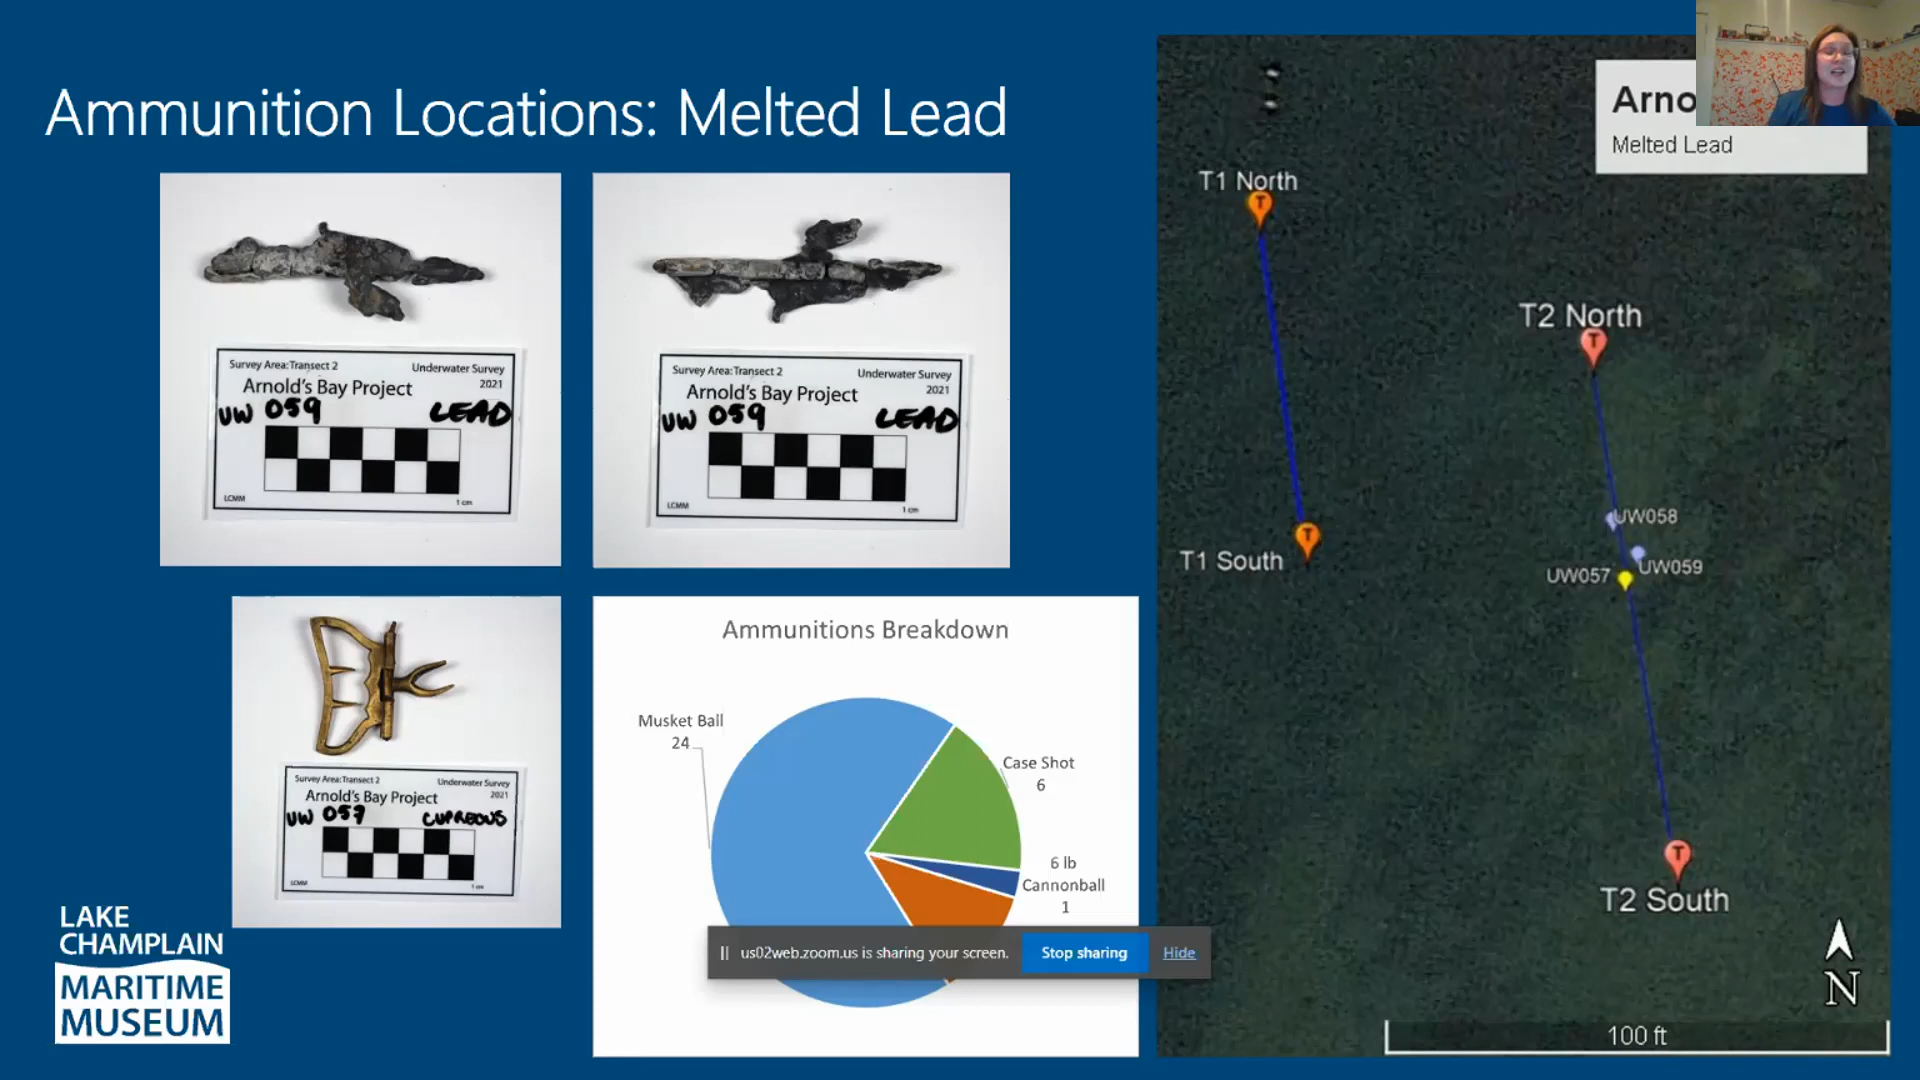 Ammunition Locations: Melted Lead
Survey Area: Transect 2
Underwater Survey
2021
Arnold's Bay Project
UW 059
LEAD
LCMM
1 cm
Survey Area: Transect 2
Underwater Survey
2021
Arnold's Bay Project
UW 059
LEAD
LCMM
1 cm
Survey Area: Transect 2
Underwater Survey
2021
Arnold's Bay Project
UW 057
CUPREOUS
LCMM
1 cm
Ammunitions Breakdown
Musket Ball
24
Case Shot
6
6 lb
Cannonball
1
us02web.zoom.us is sharing your screen.
Stop sharing
Hide
LAKE
CHAMPLAIN
MARITIME
MUSEUM
Arno
Melted Lead
T1 North
T
T2 North
T
UW058
UW059
UW057
T
T1 South
T
T2 South
N
100 ft